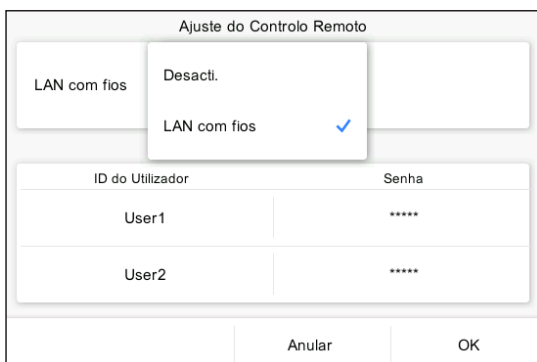 Ajuste do Controlo Remoto
LAN com fios
Desacti.
LAN com fios
ID do Utilizador Senha
User1 *****
User2 *****
Anular OK